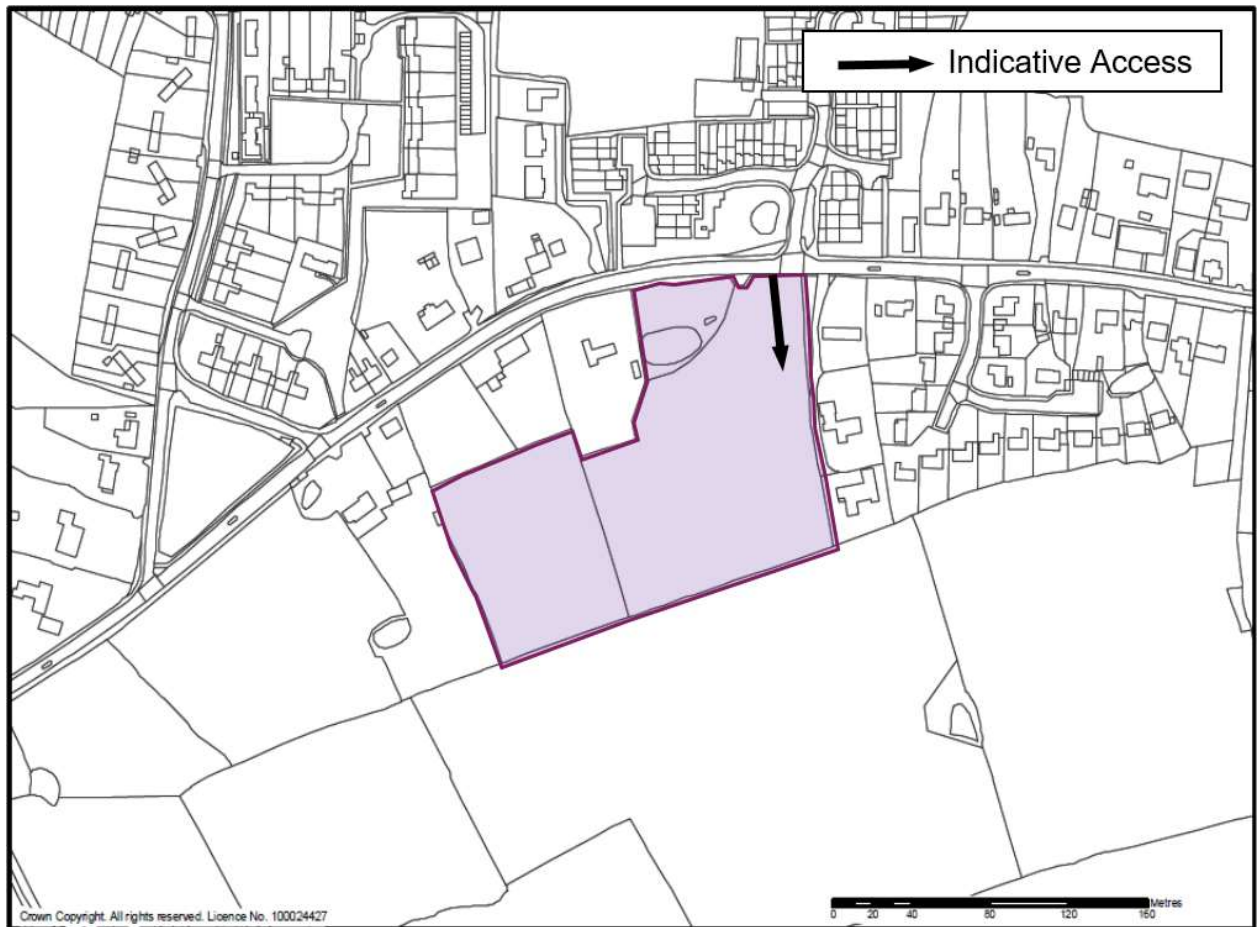 Indicative Access
Crown Copyright. All rights reserved. Licence No. 100024427
Metres
0 20 40 80 120 160